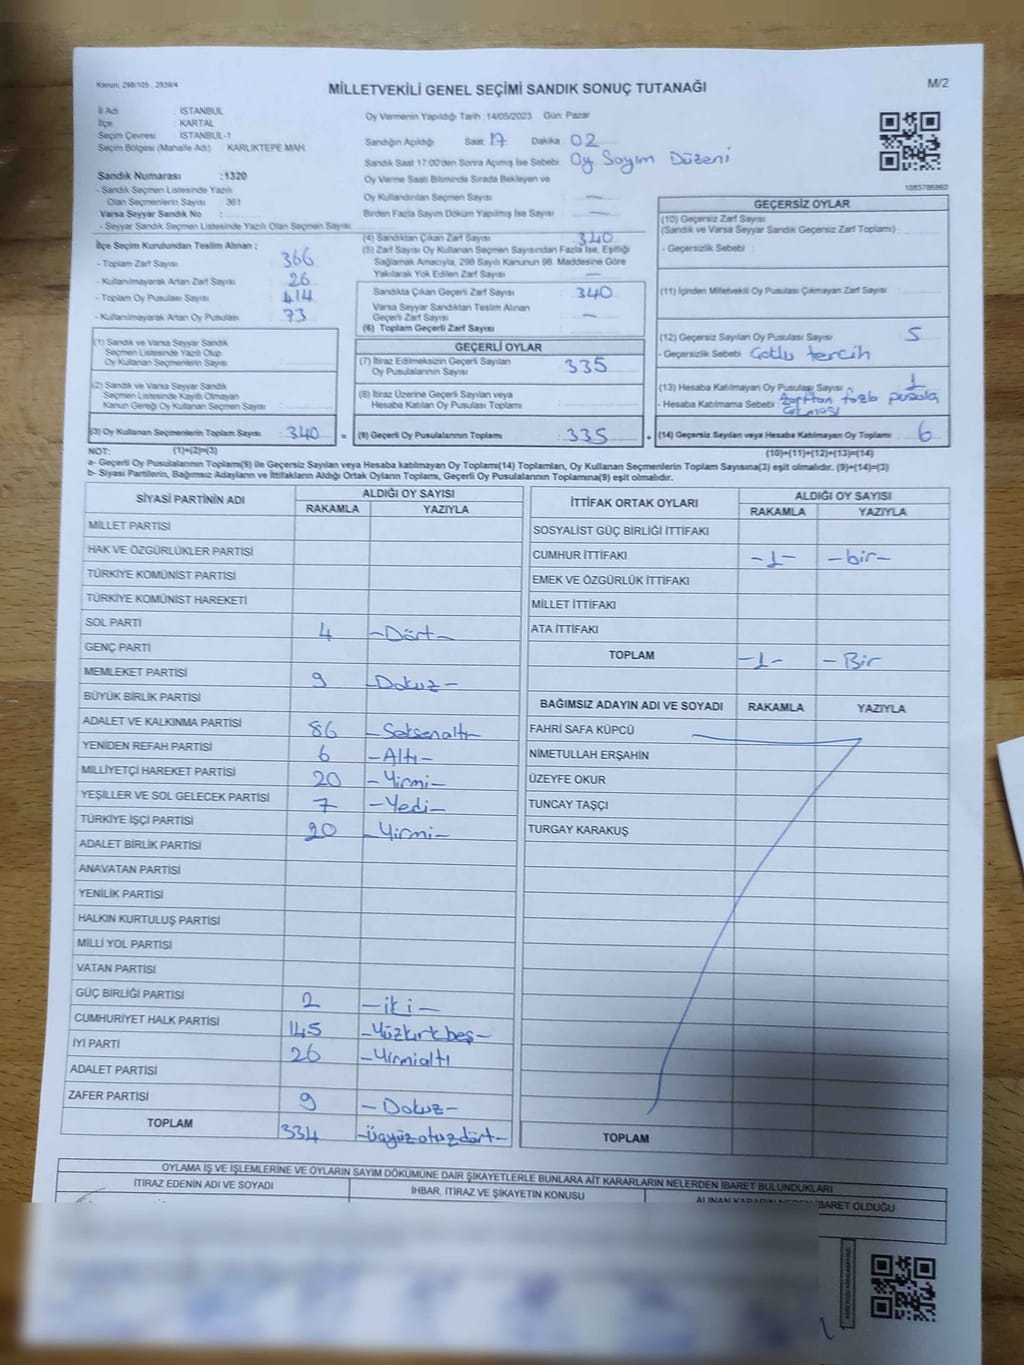 Kanun: 298/105 , 2839/4
MİLLETVEKİLİ GENEL SEÇİMİ SANDIK SONUÇ TUTANAĞI
M/2
İl Adı : İSTANBUL
İlçe : KARTAL
Seçim Çevresi : İSTANBUL-1
Seçim Bölgesi (Mahalle Adı) : KARLIKTEPE MAH.
Sandık Numarası :1320
- Sandık Seçmen Listesinde Yazılı
Olan Seçmenlerin Sayısı : 361
Varsa Seyyar Sandık No :
- Seyyar Sandık Seçmen Listesinde Yazılı Olan Seçmen Sayısı:
Oy Vermenin Yapıldığı Tarih :14/05/2023 Gün: Pazar
Sandığın Açıldığı Saat: 17 Dakika: 02
Sandık Saat 17:00'den Sonra Açılmış İse Sebebi: Oy Sayım Düzeni
Oy Verme Saati Bitiminde Sırada Bekleyen ve
Oy Kullandırılan Seçmen Sayısı : —
Birden Fazla Sayım Döküm Yapılmış İse Sayısı : —
1083786860
İlçe Seçim Kurulundan Teslim Alınan ;
- Toplam Zarf Sayısı : 366
- Kullanılmayarak Artan Zarf Sayısı : 26
- Toplam Oy Pusulası Sayısı : 414
- Kullanılmayarak Artan Oy Pusulası : 73
(4) Sandıktan Çıkan Zarf Sayısı : 340
(5) Zarf Sayısı Oy Kullanan Seçmen Sayısından Fazla İse, Eşitliği
Sağlamak Amacıyla, 298 Sayılı Kanunun 98. Maddesine Göre
Yakılarak Yok Edilen Zarf Sayısı : —
Sandıkta Çıkan Geçerli Zarf Sayısı : 340
Varsa Seyyar Sandıktan Teslim Alınan
Geçerli Zarf Sayısı : —
(6) Toplam Geçerli Zarf Sayısı :
GEÇERSİZ OYLAR
(10) Geçersiz Zarf Sayısı
(Sandık ve Varsa Seyyar Sandık Geçersiz Zarf Toplamı) :
- Geçersizlik Sebebi :
(11) İçinden Milletvekili Oy Pusulası Çıkmayan Zarf Sayısı :
(12) Geçersiz Sayılan Oy Pusulası Sayısı : 5
- Geçersizlik Sebebi : Çoklu tercih
(13) Hesaba Katılmayan Oy Pusulası Sayısı : 1
- Hesaba Katılmama Sebebi : Zarftan fazla pusula
çıkması
(14) Geçersiz Sayılan veya Hesaba Katılmayan Oy Toplamı : 6
(1) Sandık ve Varsa Seyyar Sandık
Seçmen Listesinde Yazılı Olup
Oy Kullanan Seçmen Sayısı :
(2) Sandık ve Varsa Seyyar Sandık
Seçmen Listesinde Kayıtlı Olmayan
Kanun Gereği Oy Kullanan Seçmen Sayısı :
(3) Oy Kullanan Seçmenlerin Toplam Sayısı : 340 =
GEÇERLİ OYLAR
(7) İtiraz Edilmeksizin Geçerli Sayılan
Oy Pusulalarının Sayısı : 335
(8) İtiraz Üzerine Geçerli Sayılan veya
Hesaba Katılan Oy Pusulası Toplamı :
(9) Geçerli Oy Pusulalarının Toplamı : 335 +
NOT: (1)+(2)=(3)
(10)+(11)+(12)+(13)=(14)
a- Geçerli Oy Pusulalarının Toplamı(9) ile Geçersiz Sayılan veya Hesaba katılmayan Oy Toplamı(14) Toplamları, Oy Kullanan Seçmenlerin Toplam Sayısına(3) eşit olmalıdır. (9)+(14)=(3)
b- Siyasi Partilerin, Bağımsız Adayların ve İttifakların Aldığı Ortak Oyların Toplamı, Geçerli Oy Pusulalarının Toplamına(9) eşit olmalıdır.
SİYASİ PARTİNİN ADI
ALDIĞI OY SAYISI
RAKAMLA YAZIYLA
MİLLET PARTİSİ
HAK VE ÖZGÜRLÜKLER PARTİSİ
TÜRKİYE KOMÜNİST PARTİSİ
TÜRKİYE KOMÜNİST HAREKETİ
SOL PARTİ 4 -Dört-
GENÇ PARTİ
MEMLEKET PARTİSİ 9 -Dokuz-
BÜYÜK BİRLİK PARTİSİ
ADALET VE KALKINMA PARTİSİ 86 -Seksenaltı-
YENİDEN REFAH PARTİSİ 6 -Altı-
MİLLİYETÇİ HAREKET PARTİSİ 20 -Yirmi-
YEŞİLLER VE SOL GELECEK PARTİSİ 7 -Yedi-
TÜRKİYE İŞÇİ PARTİSİ 20 -Yirmi-
ADALET BİRLİK PARTİSİ
ANAVATAN PARTİSİ
YENİLİK PARTİSİ
HALKIN KURTULUŞ PARTİSİ
MİLLİ YOL PARTİSİ
VATAN PARTİSİ
GÜÇ BİRLİĞİ PARTİSİ 2 -iki-
CUMHURİYET HALK PARTİSİ 145 -Yüzkırkbeş-
İYİ PARTİ 26 -Yirmialtı
ADALET PARTİSİ
ZAFER PARTİSİ 9 -Dokuz-
TOPLAM 334 -Üçyüzotuzdört-
İTTİFAK ORTAK OYLARI
ALDIĞI OY SAYISI
RAKAMLA YAZIYLA
SOSYALİST GÜÇ BİRLİĞİ İTTİFAKI
CUMHUR İTTİFAKI -1- -bir-
EMEK VE ÖZGÜRLÜK İTTİFAKI
MİLLET İTTİFAKI
ATA İTTİFAKI
TOPLAM -1- -Bir
BAĞIMSIZ ADAYIN ADI VE SOYADI RAKAMLA YAZIYLA
FAHRİ SAFA KÜPCÜ
NİMETULLAH ERŞAHİN
ÜZEYFE OKUR
TUNCAY TAŞÇI
TURGAY KARAKUŞ
TOPLAM
OYLAMA İŞ VE İŞLEMLERİNE VE OYLARIN SAYIM DÖKÜMÜNE DAİR ŞİKAYETLERLE BUNLARA AİT KARARLARIN NELERDEN İBARET BULUNDUKLARI
İTİRAZ EDENİN ADI VE SOYADI
İHBAR, İTİRAZ VE ŞİKAYETİN KONUSU
ALINAN KARARIN NEDEN İBARET OLDUĞU